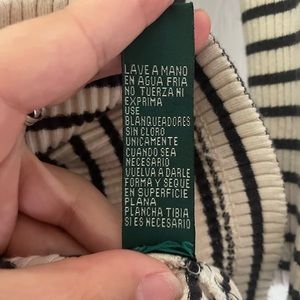 LAVE A MANO
EN AGUA FRIA
NO TUERZA NI
EXPRIMA
USE
BLANQUEADORES
SIN CLORO
UNICAMENTE
CUANDO SEA
NECESARIO
VUELVA A DARLE
FORMA Y SEQUE
EN SUPERFICIE
PLANA
PLANCHA TIBIA
SI ES NECESARIO